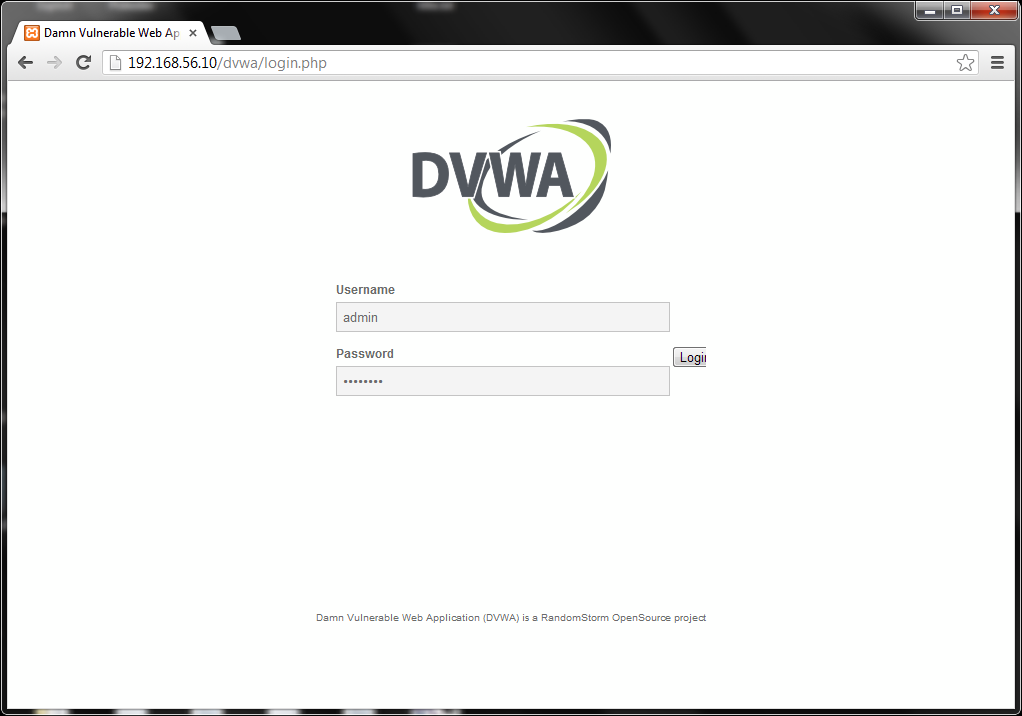 Damn Vulnerable Web Ap
192.168.56.10/dvwa/login.php
DVWA
Username
admin
Password
Login
••••••••
Damn Vulnerable Web Application (DVWA) is a RandomStorm OpenSource project